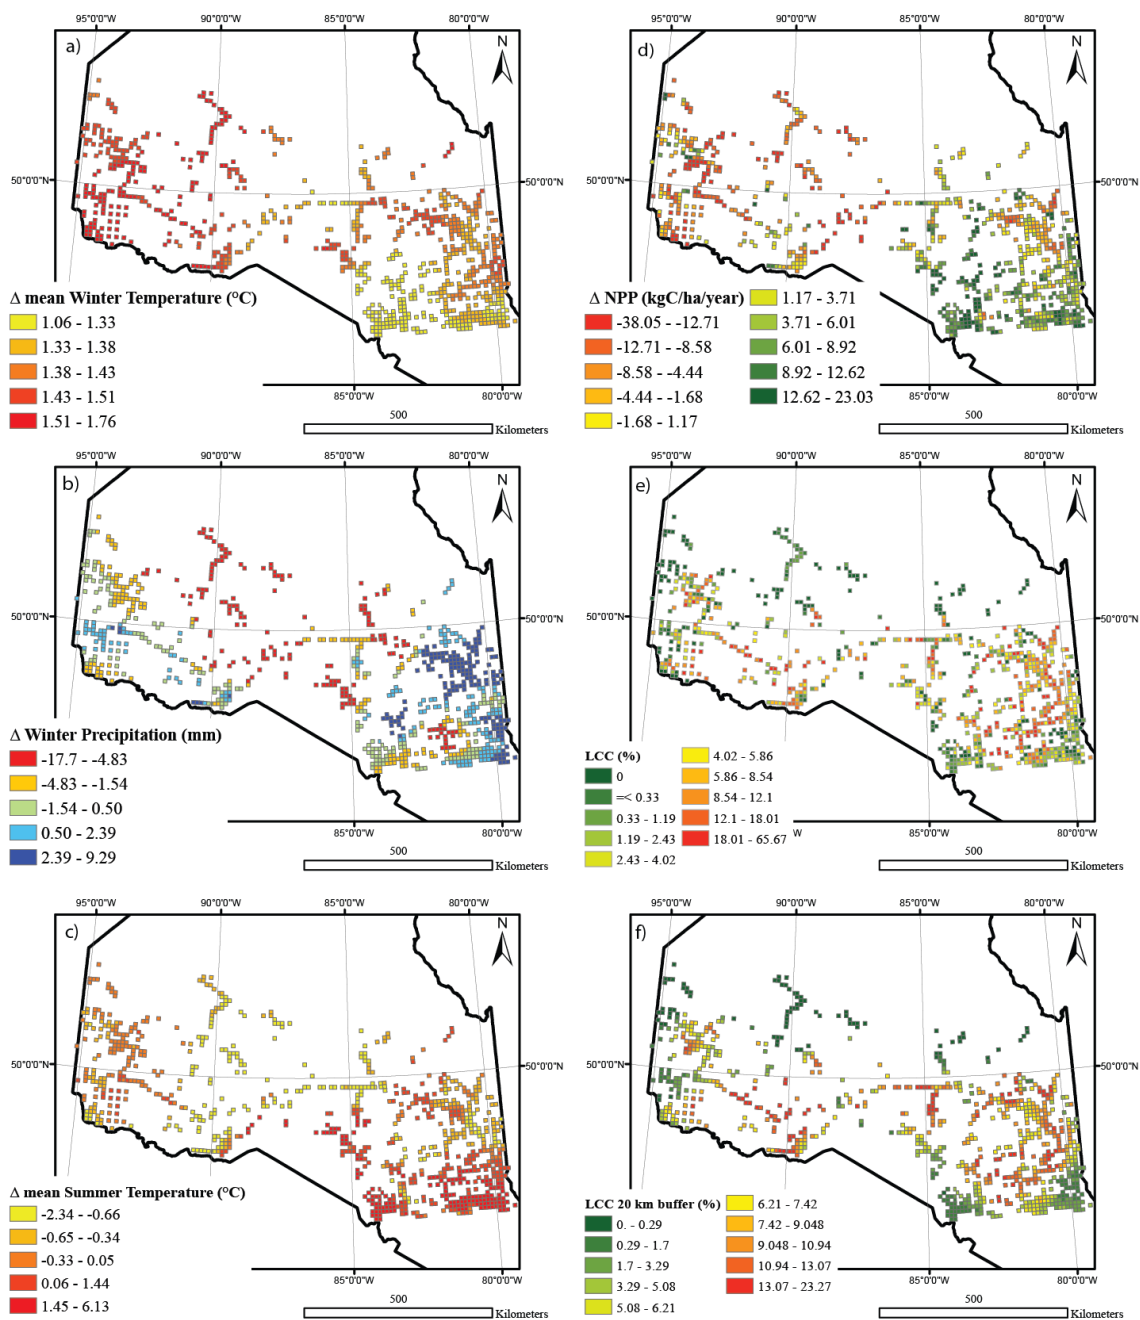 95°0'0"W 90°0'0"W 85°0'0"W 80°0'0"W
a)
N
50°0'0"N
50°0'0"N
Δ mean Winter Temperature (°C)
1.06 - 1.33
1.33 - 1.38
1.38 - 1.43
1.43 - 1.51
1.51 - 1.76
85°0'0"W 80°0'0"W
500
Kilometers
95°0'0"W 90°0'0"W 85°0'0"W 80°0'0"W
d)
N
50°0'0"N
50°0'0"N
Δ NPP (kgC/ha/year)
-38.05 - -12.71
-12.71 - -8.58
-8.58 - -4.44
-4.44 - -1.68
-1.68 - 1.17
1.17 - 3.71
3.71 - 6.01
6.01 - 8.92
8.92 - 12.62
12.62 - 23.03
85°0'0"W 80°0'0"W
500
Kilometers
95°0'0"W 90°0'0"W 85°0'0"W 80°0'0"W
b)
N
50°0'0"N
50°0'0"N
Δ Winter Precipitation (mm)
-17.7 - -4.83
-4.83 - -1.54
-1.54 - 0.50
0.50 - 2.39
2.39 - 9.29
85°0'0"W 80°0'0"W
500
Kilometers
95°0'0"W 90°0'0"W 85°0'0"W 80°0'0"W
e)
N
50°0'0"N
50°0'0"N
LCC (%)
0
=< 0.33
0.33 - 1.19
1.19 - 2.43
2.43 - 4.02
4.02 - 5.86
5.86 - 8.54
8.54 - 12.1
12.1 - 18.01
18.01 - 65.67
W 85°0'0"W 80°0'0"W
500
Kilometers
95°0'0"W 90°0'0"W 85°0'0"W 80°0'0"W
c)
N
50°0'0"N
50°0'0"N
Δ mean Summer Temperature (°C)
-2.34 - -0.66
-0.65 - -0.34
-0.33 - 0.05
0.06 - 1.44
1.45 - 6.13
85°0'0"W 80°0'0"W
500
Kilometers
95°0'0"W 90°0'0"W 85°0'0"W 80°0'0"W
f)
N
50°0'0"N
50°0'0"N
LCC 20 km buffer (%)
0. - 0.29
0.29 - 1.7
1.7 - 3.29
3.29 - 5.08
5.08 - 6.21
6.21 - 7.42
7.42 - 9.048
9.048 - 10.94
10.94 - 13.07
13.07 - 23.27
85°0'0"W 80°0'0"W
500
Kilometers